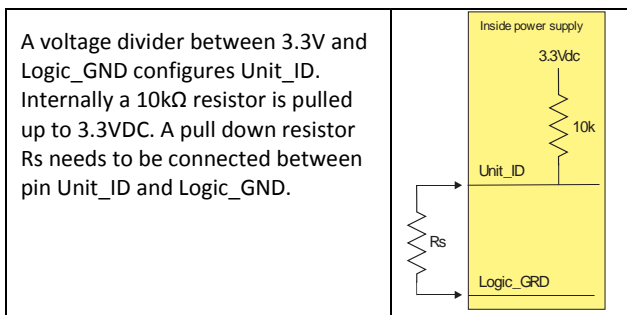 A voltage divider between 3.3V and
Logic_GND configures Unit_ID.
Internally a 10kΩ resistor is pulled
up to 3.3VDC. A pull down resistor
Rs needs to be connected between
pin Unit_ID and Logic_GND.
Inside power supply
3.3Vdc
10k
Unit_ID
Rs
Logic_GRD